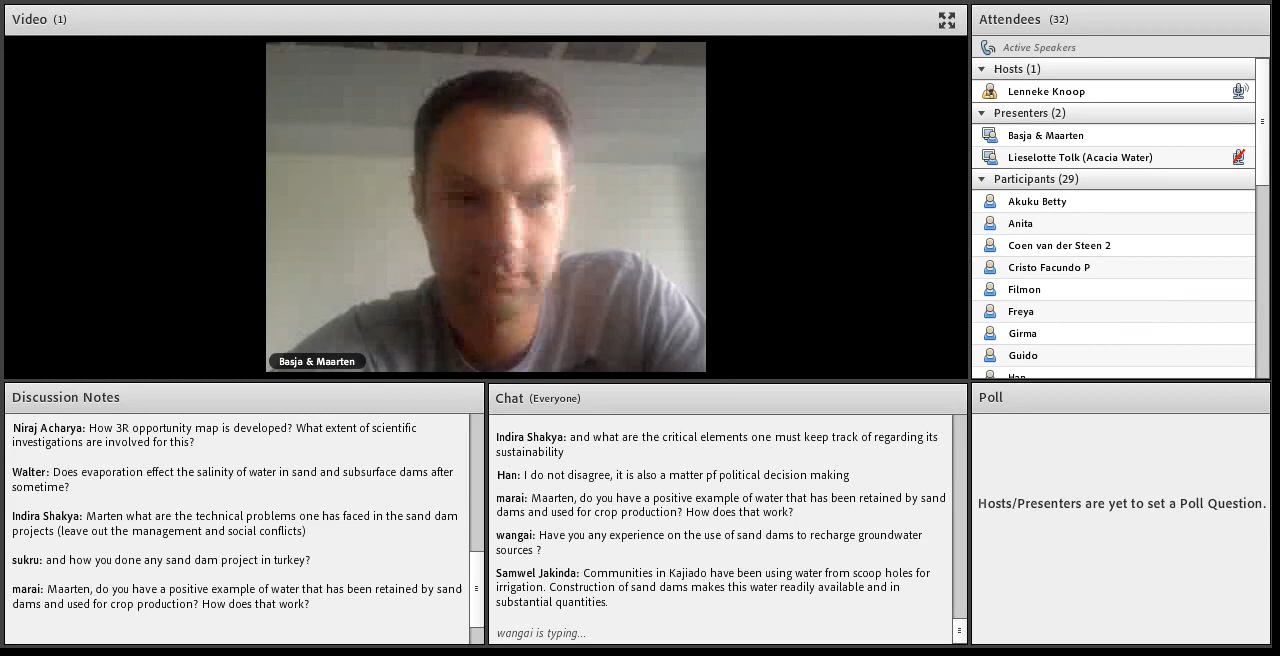 Video (1)
Basja & Maarten
Attendees (32)
Active Speakers
Hosts (1)
Lenneke Knoop
Presenters (2)
Basja & Maarten
Lieselotte Tolk (Acacia Water)
Participants (29)
Akuku Betty
Anita
Coen van der Steen 2
Cristo Facundo P
Filmon
Freya
Girma
Guido
Han
Discussion Notes
Niraj Acharya: How 3R opportunity map is developed? What extent of scientific
investigations are involved for this?
Walter: Does evaporation effect the salinity of water in sand and subsurface dams after
sometime?
Indira Shakya: Marten what are the technical problems one has faced in the sand dam
projects (leave out the management and social conflicts)
sukru: and how you done any sand dam project in turkey?
marai: Maarten, do you have a positive example of water that has been retained by sand
dams and used for crop production? How does that work?
Chat (Everyone)
Indira Shakya: and what are the critical elements one must keep track of regarding its
sustainability
Han: I do not disagree, it is also a matter pf political decision making
marai: Maarten, do you have a positive example of water that has been retained by sand
dams and used for crop production? How does that work?
wangai: Have you any experience on the use of sand dams to recharge groundwater
sources ?
Samwel Jakinda: Communities in Kajiado have been using water from scoop holes for
irrigation. Construction of sand dams makes this water readily available and in
substantial quantities.
wangai is typing...
Poll
Hosts/Presenters are yet to set a Poll Question.